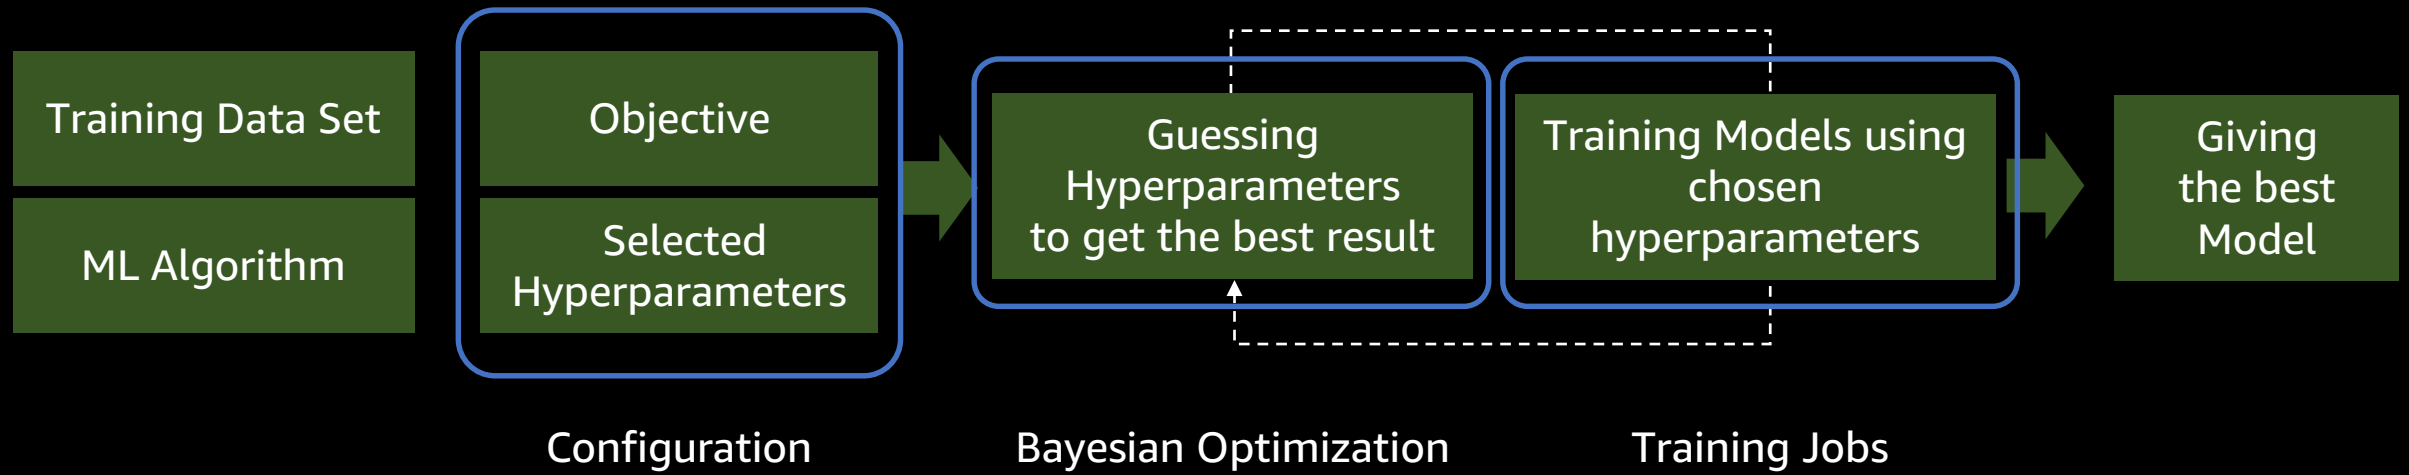 Training Data Set
ML Algorithm
Objective
Selected
Hyperparameters
Guessing
Hyperparameters
to get the best result
Training Models using
chosen
hyperparameters
Giving
the best
Model
Configuration
Bayesian Optimization
Training Jobs